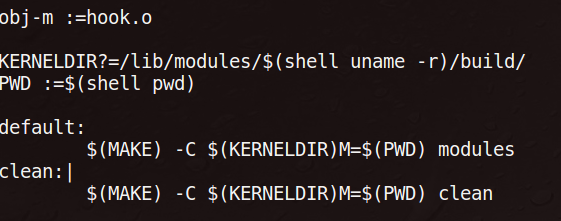 obj-m :=hook.o
KERNELDIR?=/lib/modules/$(shell uname -r)/build/
PWD :=$(shell pwd)
default:
$(MAKE) -C $(KERNELDIR)M=$(PWD) modules
clean:|
$(MAKE) -C $(KERNELDIR)M=$(PWD) clean